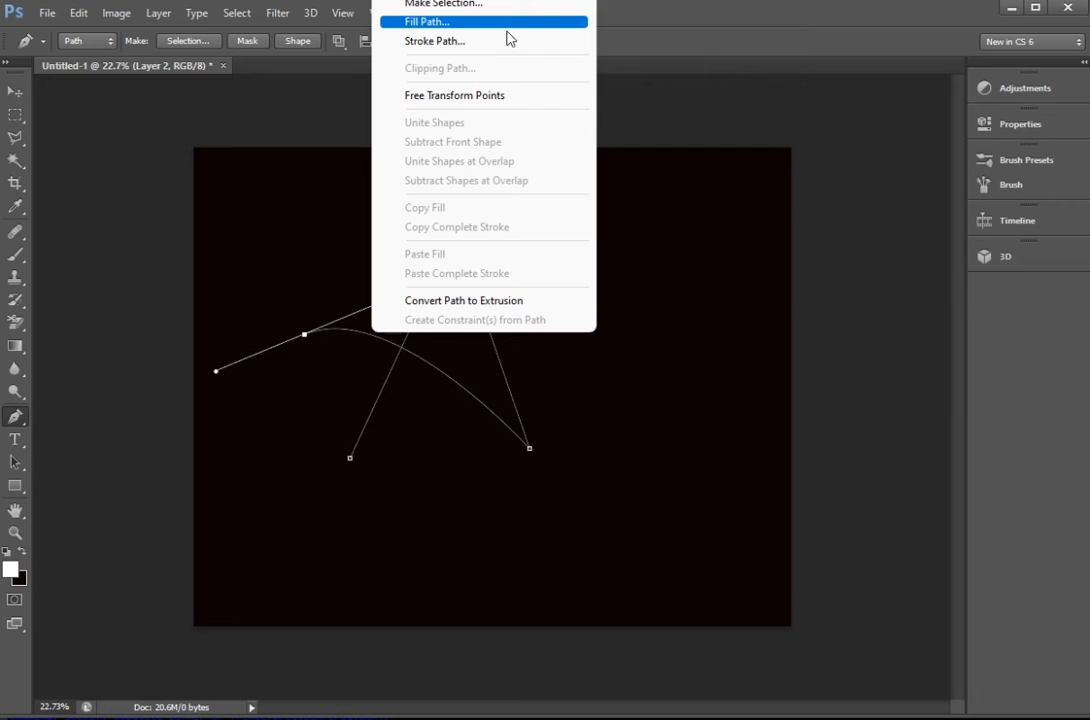 Ps File Edit Image Layer Type Select Filter 3D View
Path Make: Selection... Mask Shape New in CS 6
Untitled-1 @ 22.7% (Layer 2, RGB/8) * ×
Make Selection...
Fill Path...
Stroke Path...
Clipping Path...
Free Transform Points
Unite Shapes
Subtract Front Shape
Unite Shapes at Overlap
Subtract Shapes at Overlap
Copy Fill
Copy Complete Stroke
Paste Fill
Paste Complete Stroke
Convert Path to Extrusion
Create Constraint(s) from Path
Adjustments
Properties
Brush Presets
Brush
Timeline
3D
22.73% Doc: 20.6M/0 bytes